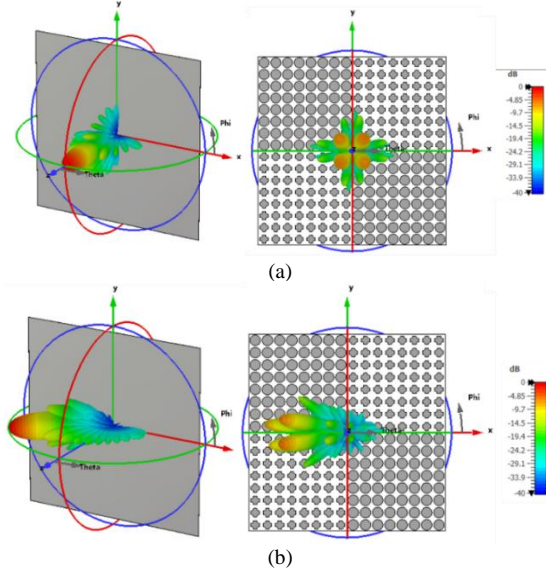 y
Phi
x
z
Theta
y
Phi
x
Theta
dB
0
-4.85
-9.7
-14.5
-19.4
-24.2
-29.1
-33.9
-40
(a)
y
Phi
z
Theta
y
Phi
x
Theta
dB
0
-4.85
-9.7
-14.5
-19.4
-24.2
-29.1
-33.9
-40
(b)